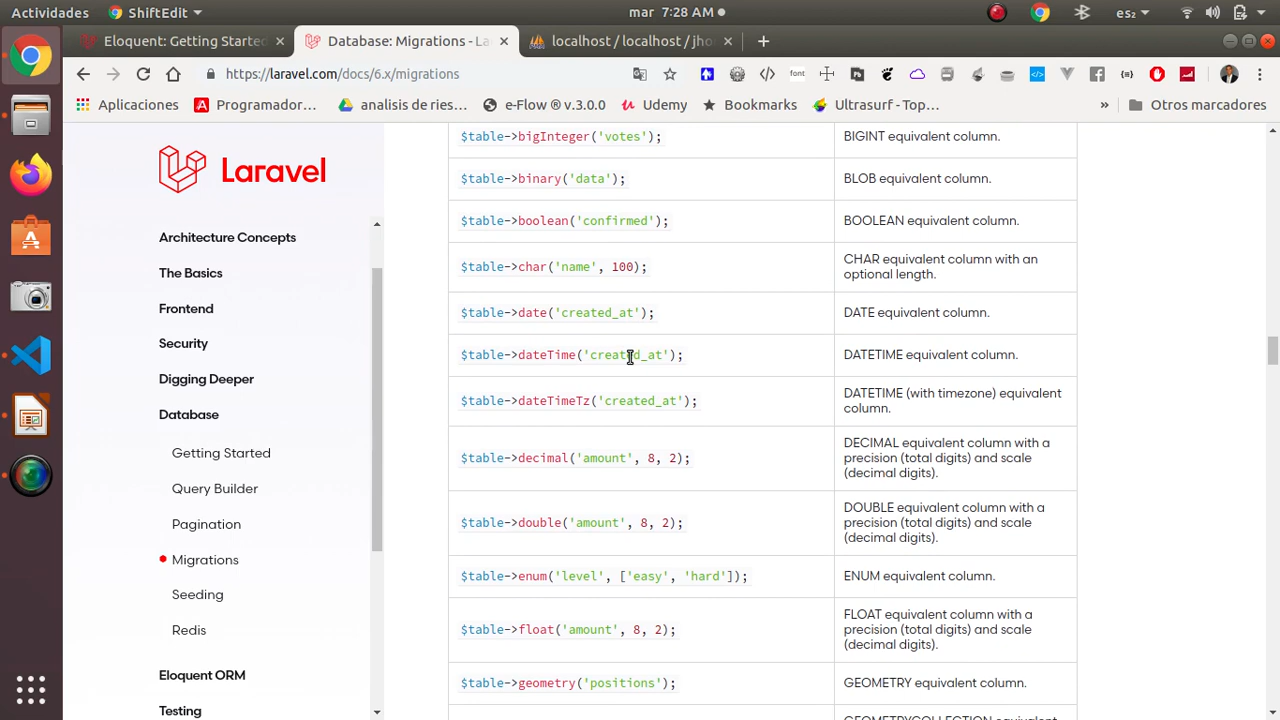 Actividades ShiftEdit mar 7:28 AM es₂
Eloquent: Getting Started Database: Migrations - La localhost / localhost / jho
https://laravel.com/docs/6.x/migrations
Aplicaciones Programador... analisis de ries... e-Flow ® v.3.0.0 Udemy Bookmarks Ultrasurf - Top... » Otros marcadores
Laravel
Architecture Concepts
The Basics
Frontend
Security
Digging Deeper
Database
Getting Started
Query Builder
Pagination
Migrations
Seeding
Redis
Eloquent ORM
Testing
$table->bigInteger('votes'); BIGINT equivalent column.
$table->binary('data'); BLOB equivalent column.
$table->boolean('confirmed'); BOOLEAN equivalent column.
$table->char('name', 100); CHAR equivalent column with an
optional length.
$table->date('created_at'); DATE equivalent column.
$table->dateTime('created_at'); DATETIME equivalent column.
$table->dateTimeTz('created_at'); DATETIME (with timezone) equivalent
column.
$table->decimal('amount', 8, 2); DECIMAL equivalent column with a
precision (total digits) and scale
(decimal digits).
$table->double('amount', 8, 2); DOUBLE equivalent column with a
precision (total digits) and scale
(decimal digits).
$table->enum('level', ['easy', 'hard']); ENUM equivalent column.
$table->float('amount', 8, 2); FLOAT equivalent column with a
precision (total digits) and scale
(decimal digits).
$table->geometry('positions'); GEOMETRY equivalent column.